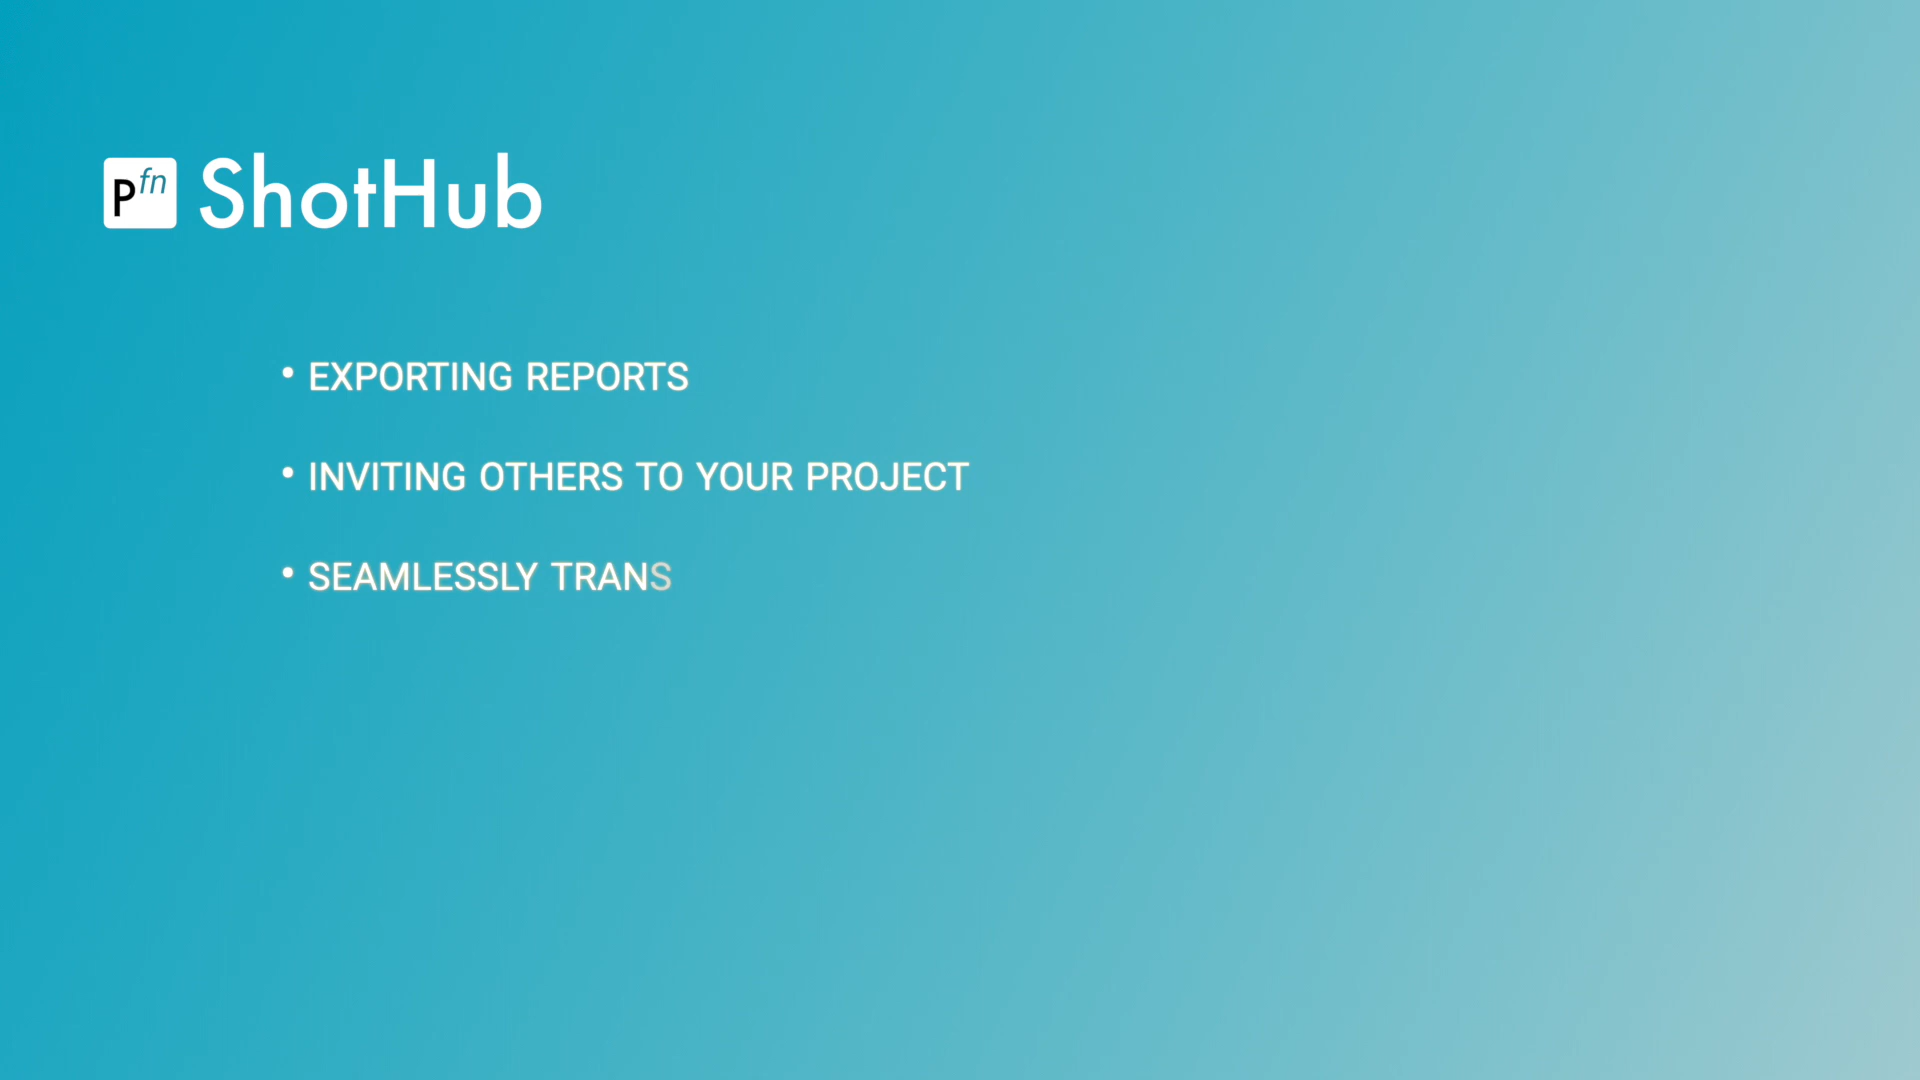 Pfn ShotHub
• EXPORTING REPORTS
• INVITING OTHERS TO YOUR PROJECT
• SEAMLESSLY TRANS